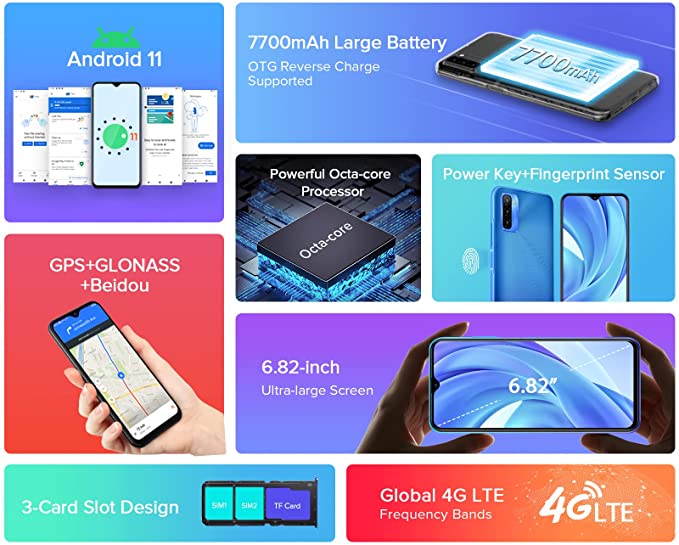 Android 11
11
7700mAh Large Battery
OTG Reverse Charge
Supported
7700mAh
Powerful Octa-core
Processor
Octa-core
Power Key+Fingerprint Sensor
GPS+GLONASS
+Beidou
6.82-inch
Ultra-large Screen
6.82"
3-Card Slot Design
SIM1
SIM2
TF Card
Global 4G LTE
Frequency Bands
4G LTE